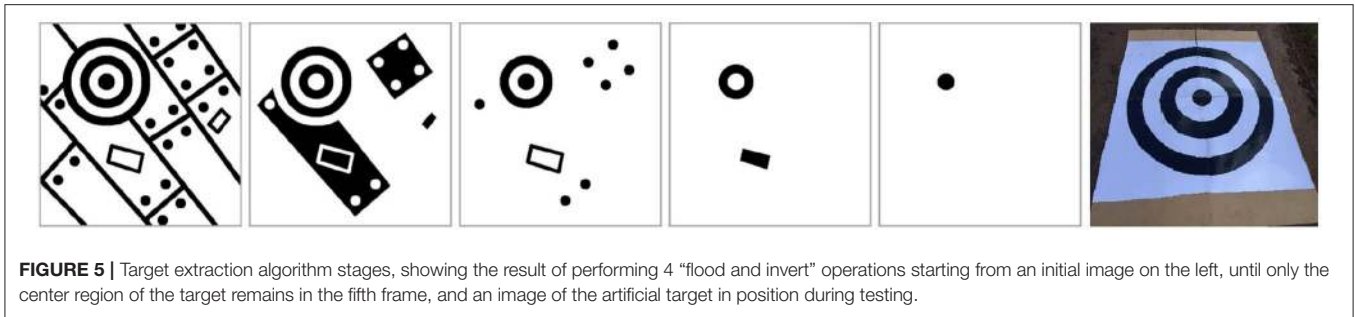 FIGURE 5 | Target extraction algorithm stages, showing the result of performing 4 “flood and invert” operations starting from an initial image on the left, until only the
center region of the target remains in the fifth frame, and an image of the artificial target in position during testing.